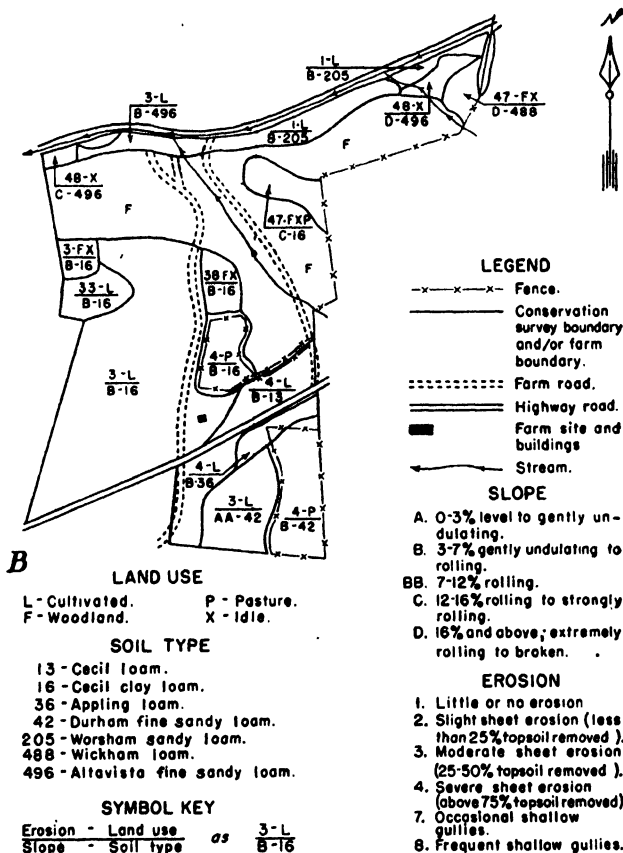 N
1-L
B-205
3-L
B-496
1-L
B-205
48-X
D-496
47-FX
D-488
F
48-X
C-496
F
47-FXP
C-16
F
3-FX
B-16
33-L
B-16
38FX
B-16
3-L
B-16
4-P
B-16
4-L
B-13
4-L
B-36
3-L
AA-42
4-P
B-42
B
LEGEND
Fence.
Conservation
survey boundary
and/or farm
boundary.
Farm road.
Highway road.
Farm site and
buildings
Stream.
SLOPE
A. 0-3% level to gently un-
dulating.
B. 3-7% gently undulating to
rolling.
BB. 7-12% rolling.
C. 12-16% rolling to strongly
rolling.
D. 16% and above; extremely
rolling to broken.
EROSION
1. Little or no erosion
2. Slight sheet erosion (less
than 25% topsoil removed ).
3. Moderate sheet erosion
(25-50% topsoil removed ).
4. Severe sheet erosion
(above 75% topsoil removed)
7. Occasional shallow
gullies.
8. Frequent shallow gullies.
LAND USE
L - Cultivated. P - Pasture.
F - Woodland. X - Idle.
SOIL TYPE
13 - Cecil loam.
16 - Cecil clay loam.
36 - Appling loam.
42 - Durham fine sandy loam.
205 - Worsham sandy loam.
488 - Wickham loam.
496 - Altavista fine sandy loam.
SYMBOL KEY
Erosion - Land use as 3-L
Slope - Soil type B-16